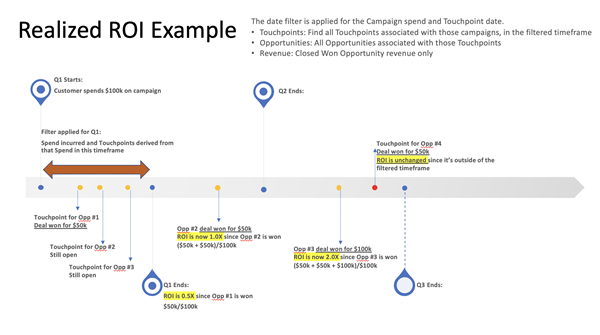 Realized ROI Example
The date filter is applied for the Campaign spend and Touchpoint date.
• Touchpoints: Find all Touchpoints associated with those campaigns, in the filtered timeframe
• Opportunities: All Opportunities associated with those Touchpoints
• Revenue: Closed Won Opportunity revenue only
Q1 Starts:
Customer spends $100k on campaign
Q2 Ends:
Filter applied for Q1:
Spend incurred and Touchpoints derived from
that Spend in this timeframe
Touchpoint for Opp #4
Deal won for $50k
ROI is unchanged since it’s outside of the
filtered timeframe
Touchpoint for Opp #1
Deal won for $50k
Touchpoint for Opp #2
Still open
Touchpoint for Opp #3
Still open
Opp #2 deal won for $50k
ROI is now 1.0X since Opp #2 is won
($50k + $50k)/$100k
Opp #3 deal won for $100k
ROI is now 2.0X since Opp #3 is won
($50k + $50k + $100k)/$100k
Q1 Ends:
ROI is 0.5X since Opp #1 is won
$50k/$100k
Q3 Ends: